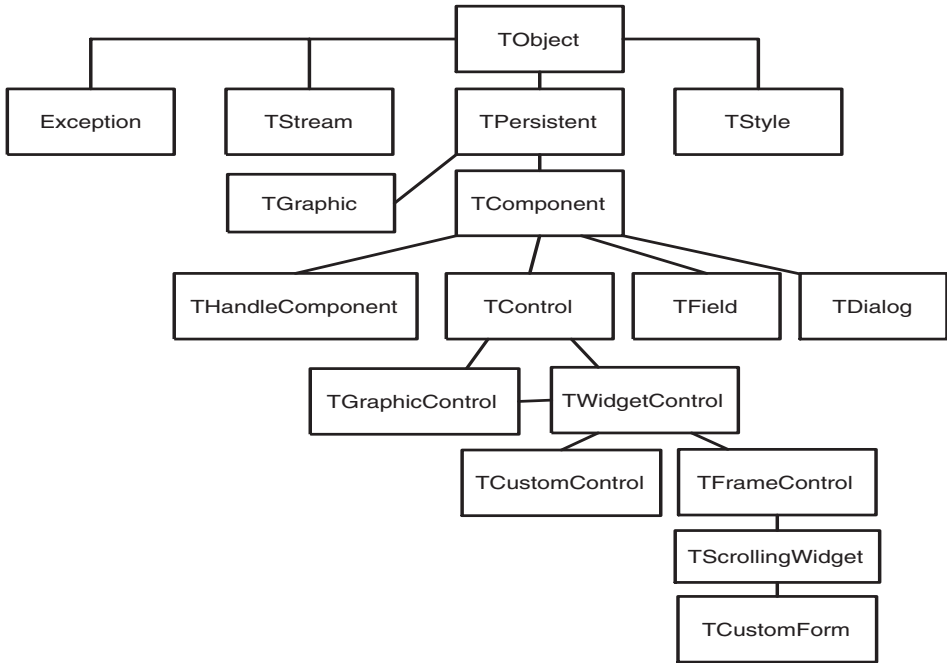 TObject
Exception
TStream
TPersistent
TStyle
TGraphic
TComponent
THandleComponent
TControl
TField
TDialog
TGraphicControl
TWidgetControl
TCustomControl
TFrameControl
TScrollingWidget
TCustomForm